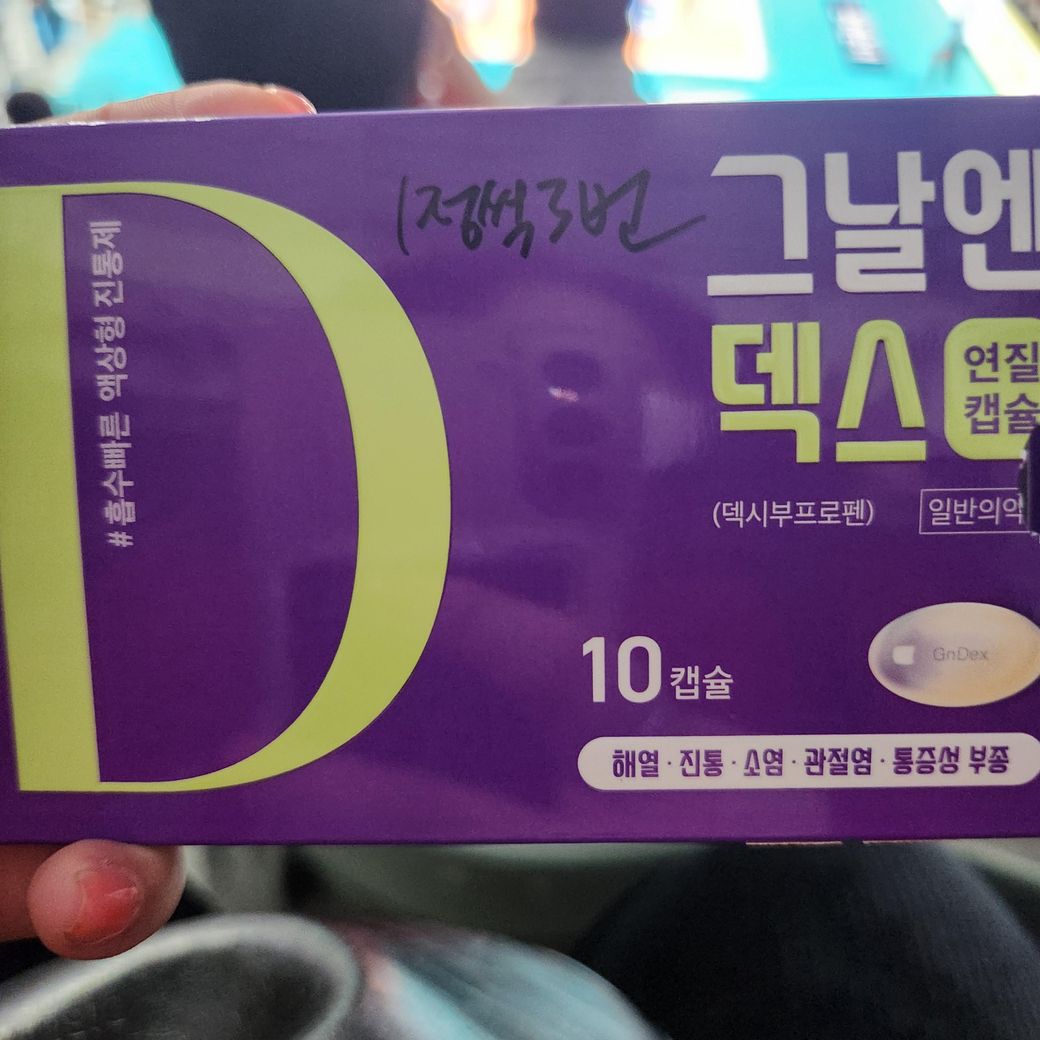 #흡수빠른 액상형 진통제
1정씩 3번
그날엔
덱스
연질
캡슐
(덱시부프로펜)
일반의약
GnDex
10캡슐
해열·진통·소염·관절염·통증성 부종